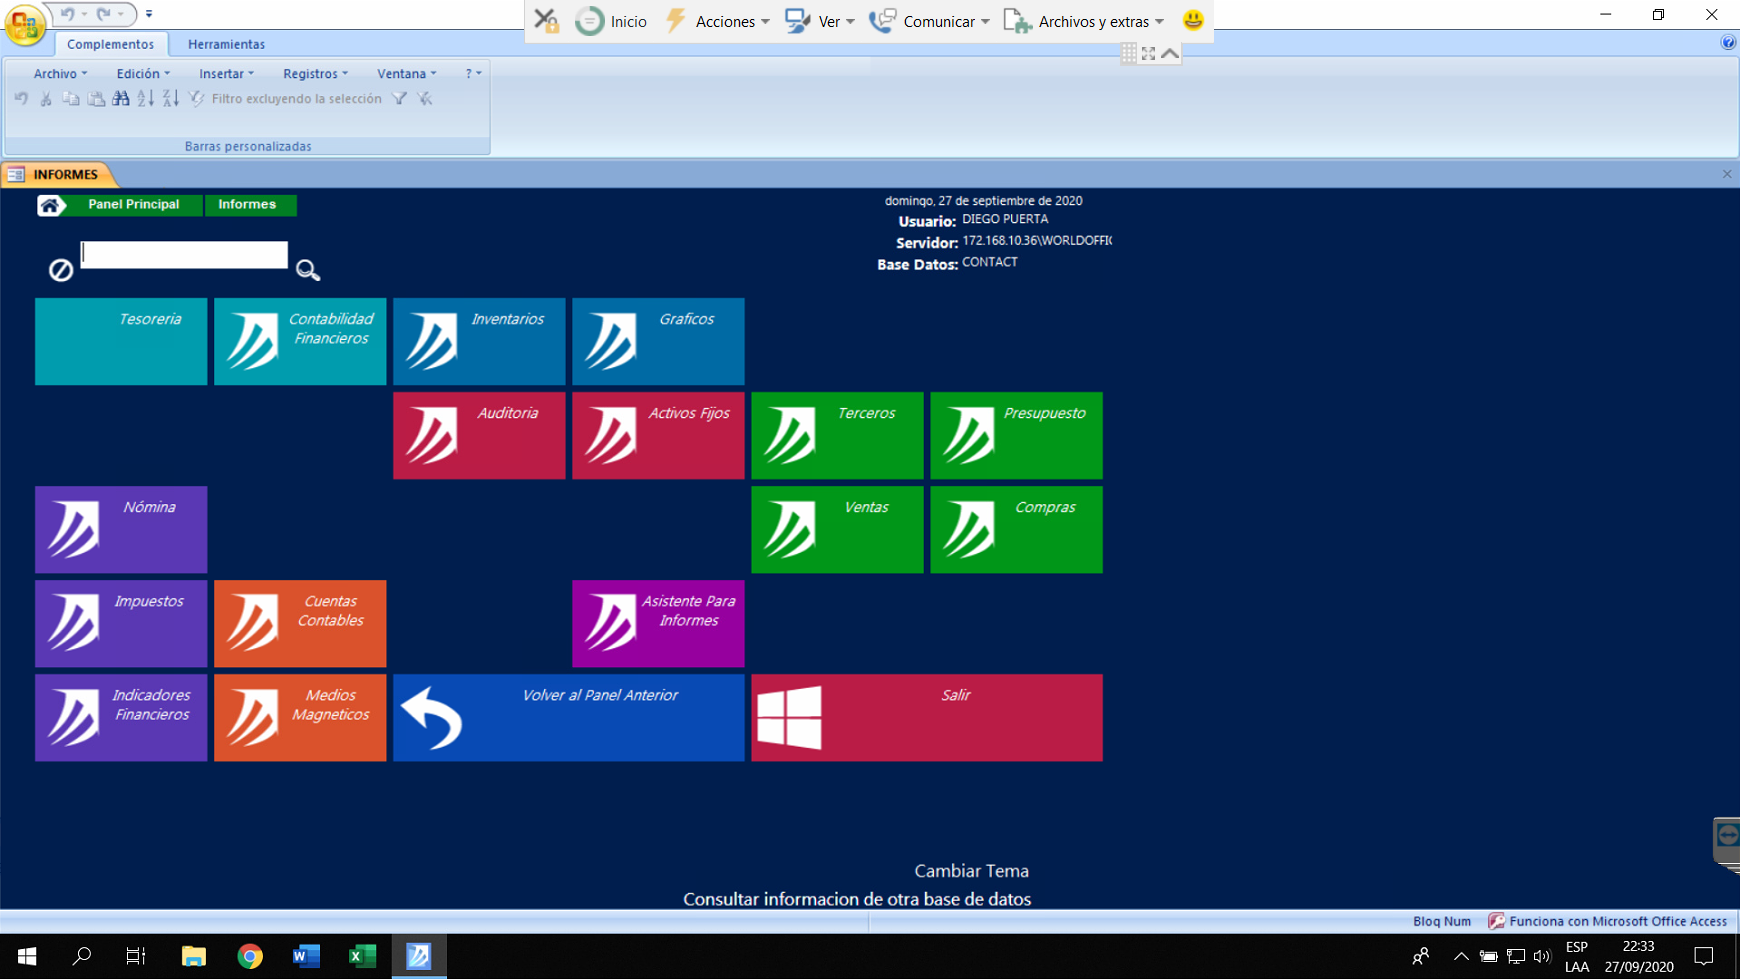 Inicio
Acciones
Ver
Comunicar
Archivos y extras
Complementos
Herramientas
Archivo
Edición
Insertar
Registros
Ventana
?
Filtro excluyendo la selección
Barras personalizadas
INFORMES
Panel Principal
Informes
domingo, 27 de septiembre de 2020
Usuario: DIEGO PUERTA
Servidor: 172.168.10.36\WORLDOFFIC
Base Datos: CONTACT
Tesoreria
Contabilidad
Financieros
Inventarios
Graficos
Auditoria
Activos Fijos
Terceros
Presupuesto
Nómina
Ventas
Compras
Impuestos
Cuentas
Contables
Asistente Para
Informes
Indicadores
Financieros
Medios
Magneticos
Volver al Panel Anterior
Salir
Cambiar Tema
Consultar informacion de otra base de datos
Bloq Num
Funciona con Microsoft Office Access
ESP
LAA
22:33
27/09/2020